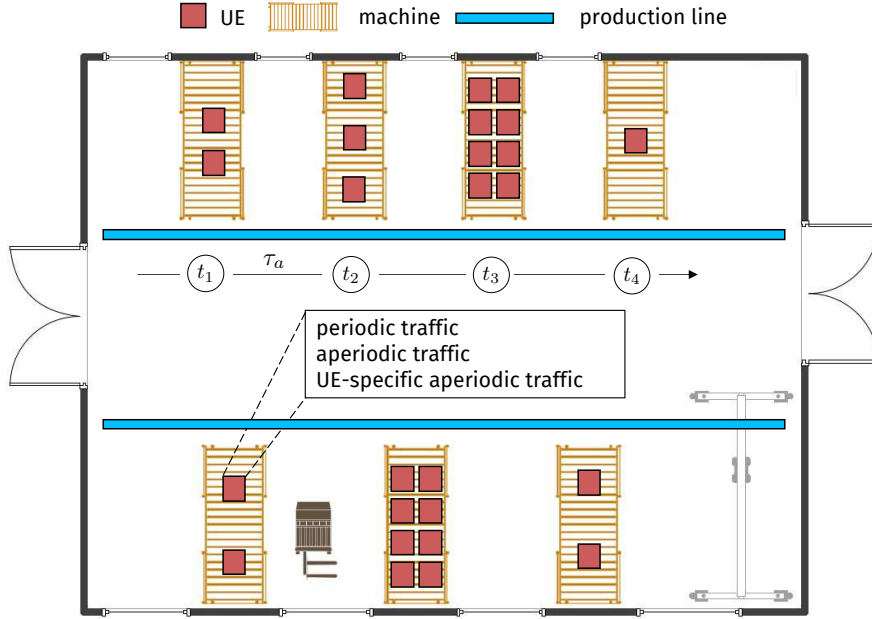 UE machine production line
t₁ τₐ t₂ t₃ t₄
periodic traffic
aperiodic traffic
UE-specific aperiodic traffic